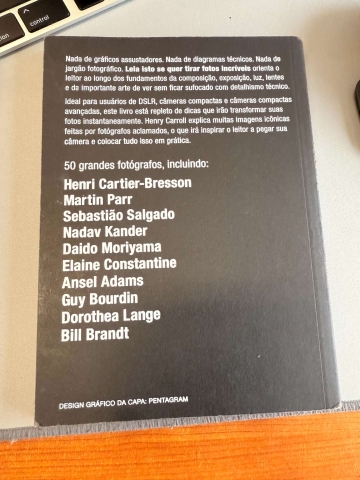 control
Nada de gráficos assustadores. Nada de diagramas técnicos. Nada de
jargão fotográfico. Leia isto se quer tirar fotos incríveis orienta o
leitor ao longo dos fundamentos da composição, exposição, luz, lentes
e da importante arte de ver sem ficar sufocado com detalhismo técnico.
Ideal para usuários de DSLR, câmeras compactas e câmeras compactas
avançadas, este livro está repleto de dicas que irão transformar suas
fotos instantaneamente. Henry Carroll explica muitas imagens icônicas
feitas por fotógrafos aclamados, o que irá inspirar o leitor a pegar sua
câmera e colocar tudo isso em prática.
50 grandes fotógrafos, incluindo:
Henri Cartier-Bresson
Martin Parr
Sebastião Salgado
Nadav Kander
Daido Moriyama
Elaine Constantine
Ansel Adams
Guy Bourdin
Dorothea Lange
Bill Brandt
DESIGN GRÁFICO DA CAPA: PENTAGRAM